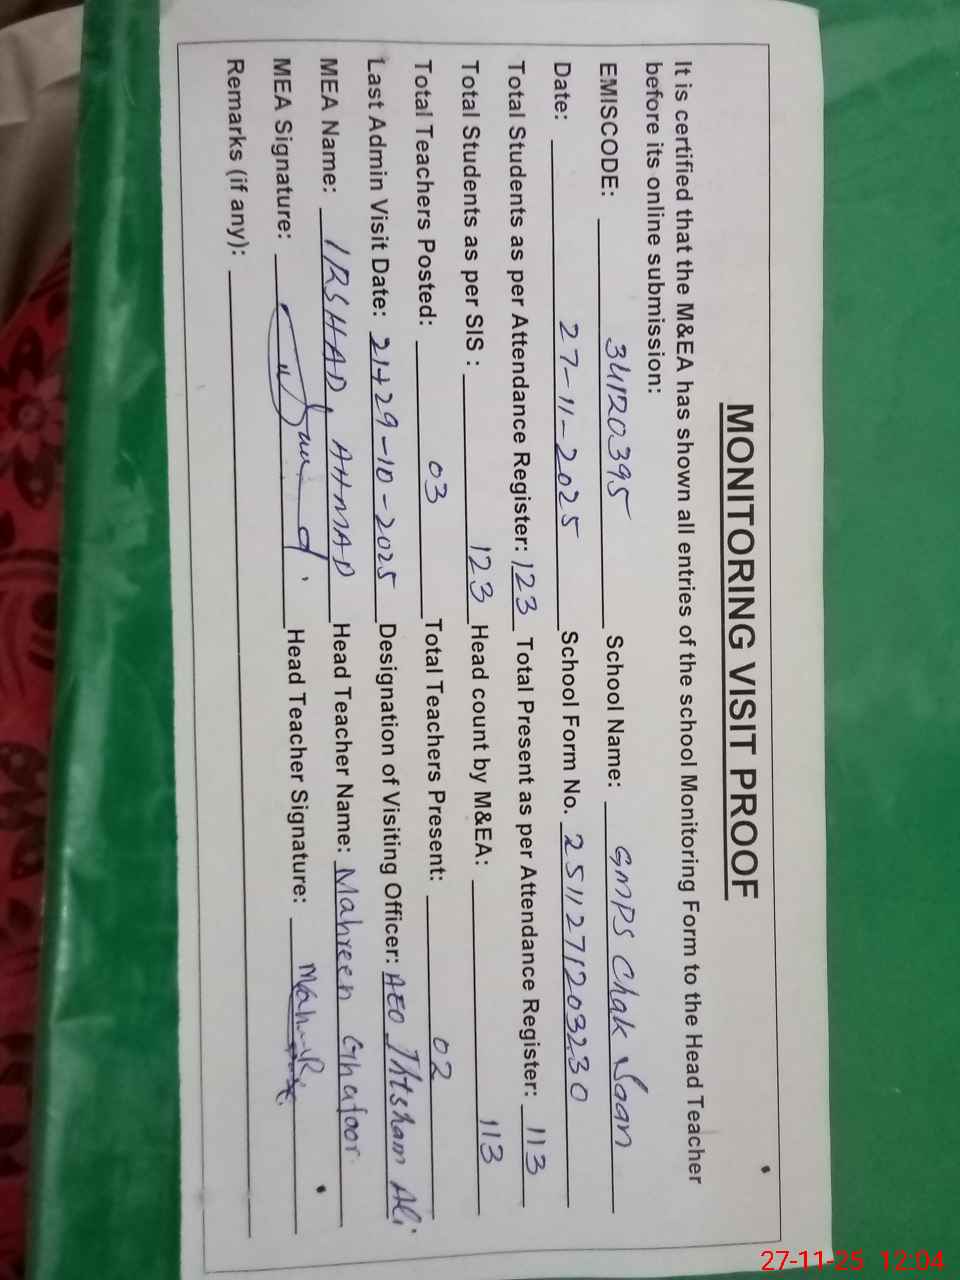 MONITORING VISIT PROOF
It is certified that the M&EA has shown all entries of the school Monitoring Form to the Head Teacher
before its online submission:
EMISCODE: 34120395 School Name: GMPS Chak
Date: 27-11-2025 School Form No. 2511271203230
Total Students as per Attendance Register: 123 Total Present as per Attendance Register: 113
Total Students as per SIS : 123 Head count by M&EA: 113
Total Teachers Posted: 03 Total Teachers Present: 02
Last Admin Visit Date: 21+29-10-2025 Designation of Visiting Officer: AEO Ihtsham Ali
MEA Name: IRSHAD AHMAD Head Teacher Name: Mahreen Ghafoor
MEA Signature: Head Teacher Signature:
Remarks (if any):
27-11-25 12:04